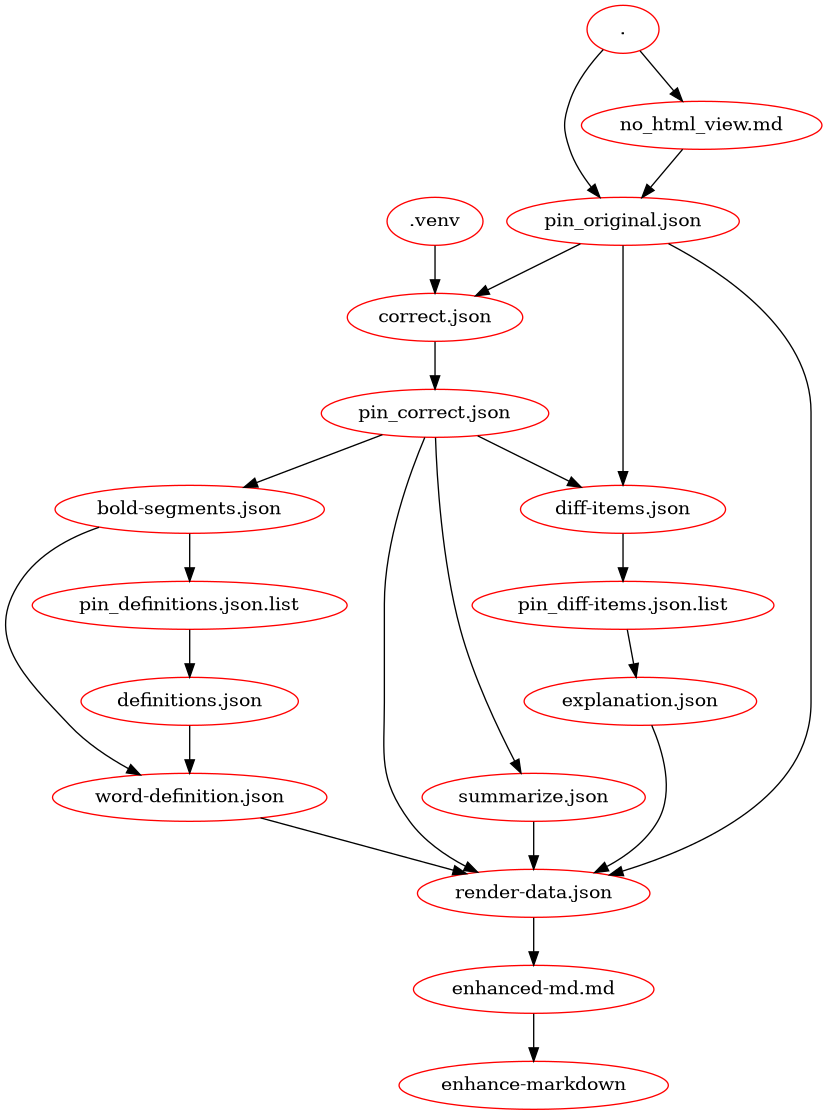 .
no_html_view.md
.venv
pin_original.json
correct.json
pin_correct.json
bold-segments.json
diff-items.json
pin_definitions.json.list
pin_diff-items.json.list
definitions.json
explanation.json
word-definition.json
summarize.json
render-data.json
enhanced-md.md
enhance-markdown